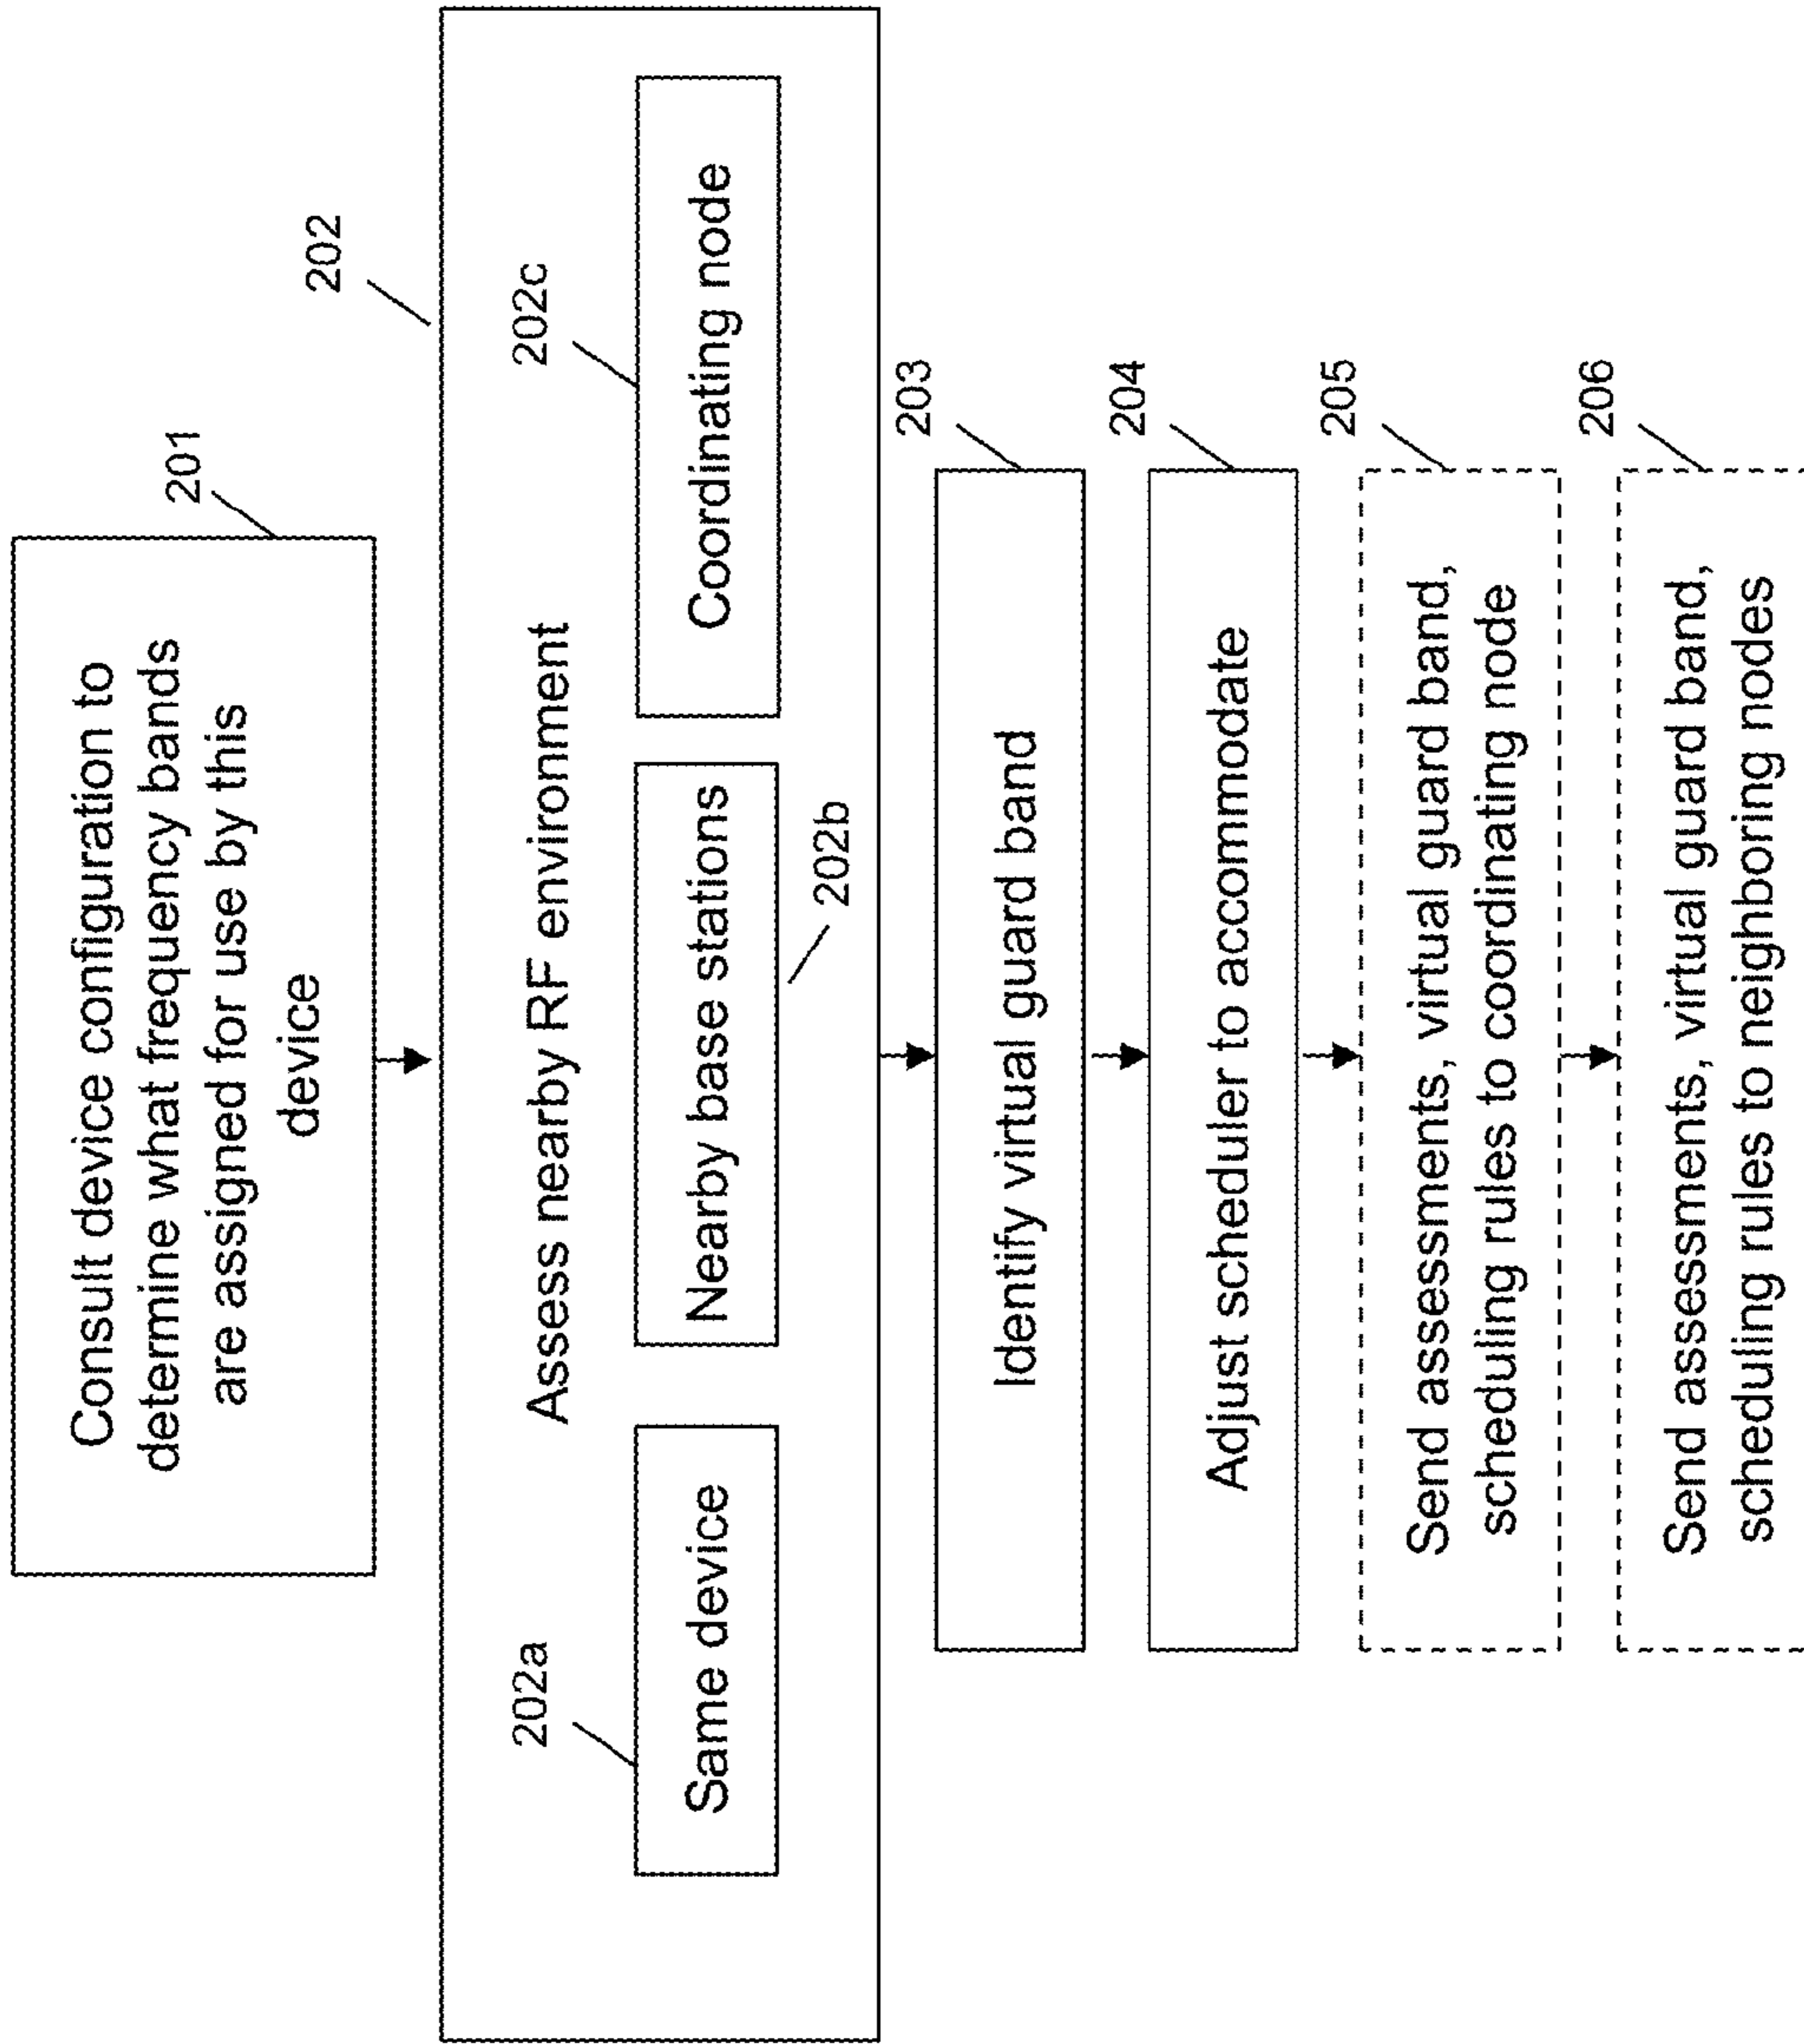 Consult device configuration to
determine what frequency bands
are assigned for use by this
device
201
202
Assess nearby RF environment
202a
Same device
Nearby base stations
202b
202c
Coordinating node
203
Identify virtual guard band
204
Adjust scheduler to accommodate
205
Send assessments, virtual guard band,
scheduling rules to coordinating node
206
Send assessments, virtual guard band,
scheduling rules to neighboring nodes